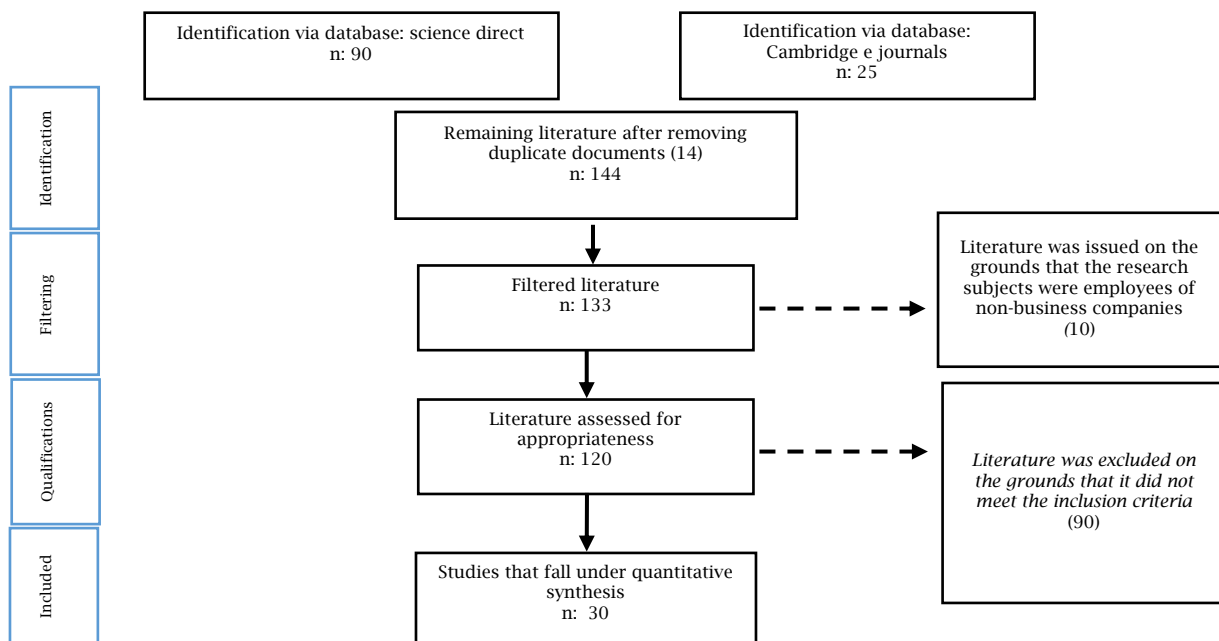 Identification via database: science direct
n: 90
Identification via database:
Cambridge e journals
n: 25
Identification
Remaining literature after removing
duplicate documents (14)
n: 144
Filtering
Filtered literature
n: 133
Literature was issued on the
grounds that the research
subjects were employees of
non-business companies
(10)
Qualifications
Literature assessed for
appropriateness
n: 120
Literature was excluded on
the grounds that it did not
meet the inclusion criteria
(90)
Included
Studies that fall under quantitative
synthesis
n: 30